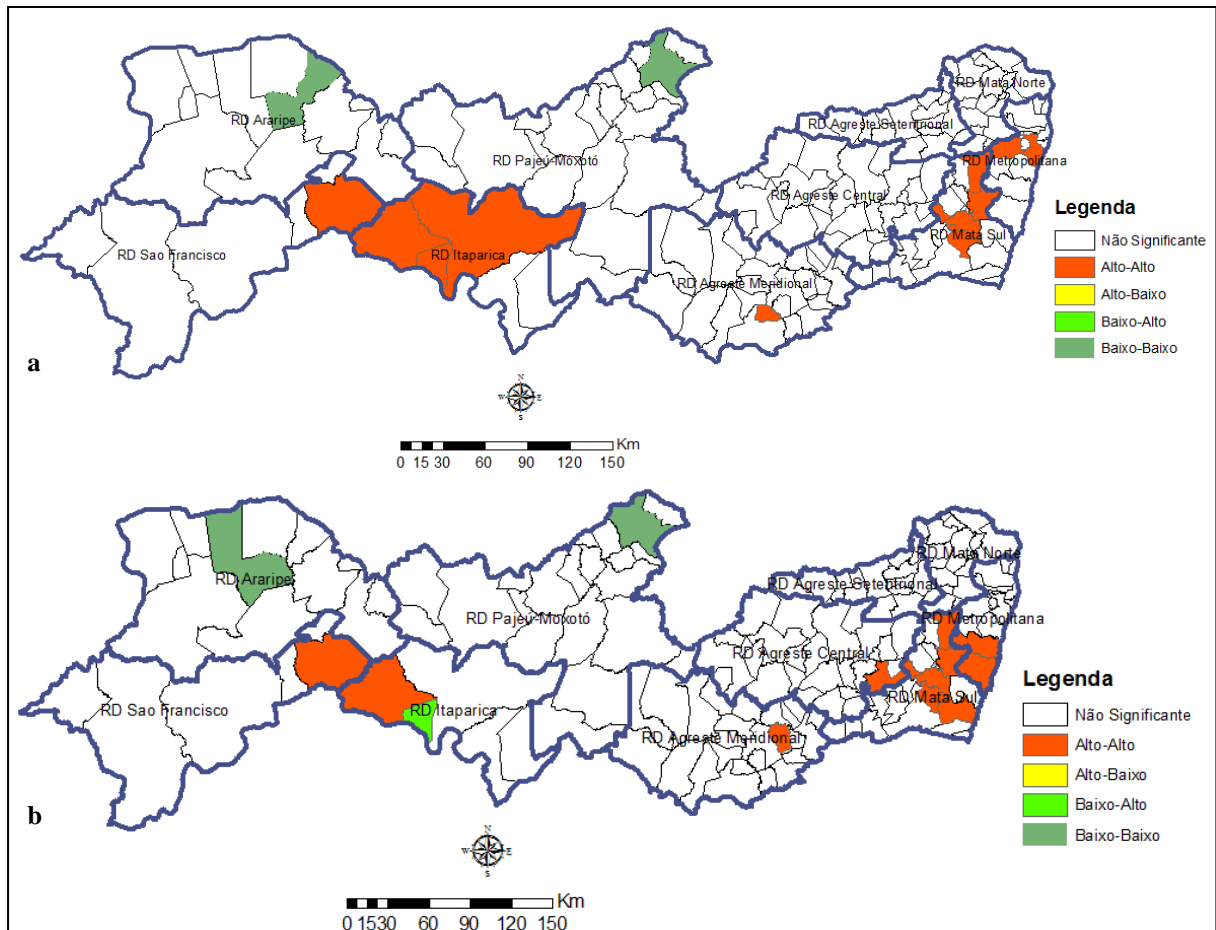 RD Mata Norte
RD Araripe
RD Agreste Setentrional
RD Pajeú-Moxotó
RD Metropolitana
RD Agreste Central
RD Mata Sul
RD Sao Francisco
RD Itaparica
RD Agreste Meridional
Legenda
Não Significante
Alto-Alto
Alto-Baixo
Baixo-Alto
Baixo-Baixo
a
N
W E
S
Km
0 15 30 60 90 120 150
RD Mata Norte
RD Araripe
RD Agreste Setentrional
RD Pajeú-Moxotó
RD Metropolitana
RD Agreste Central
RD Mata Sul
RD Sao Francisco
RD Itaparica
RD Agreste Meridional
Legenda
Não Significante
Alto-Alto
Alto-Baixo
Baixo-Alto
Baixo-Baixo
b
N
W E
S
Km
0 15 30 60 90 120 150